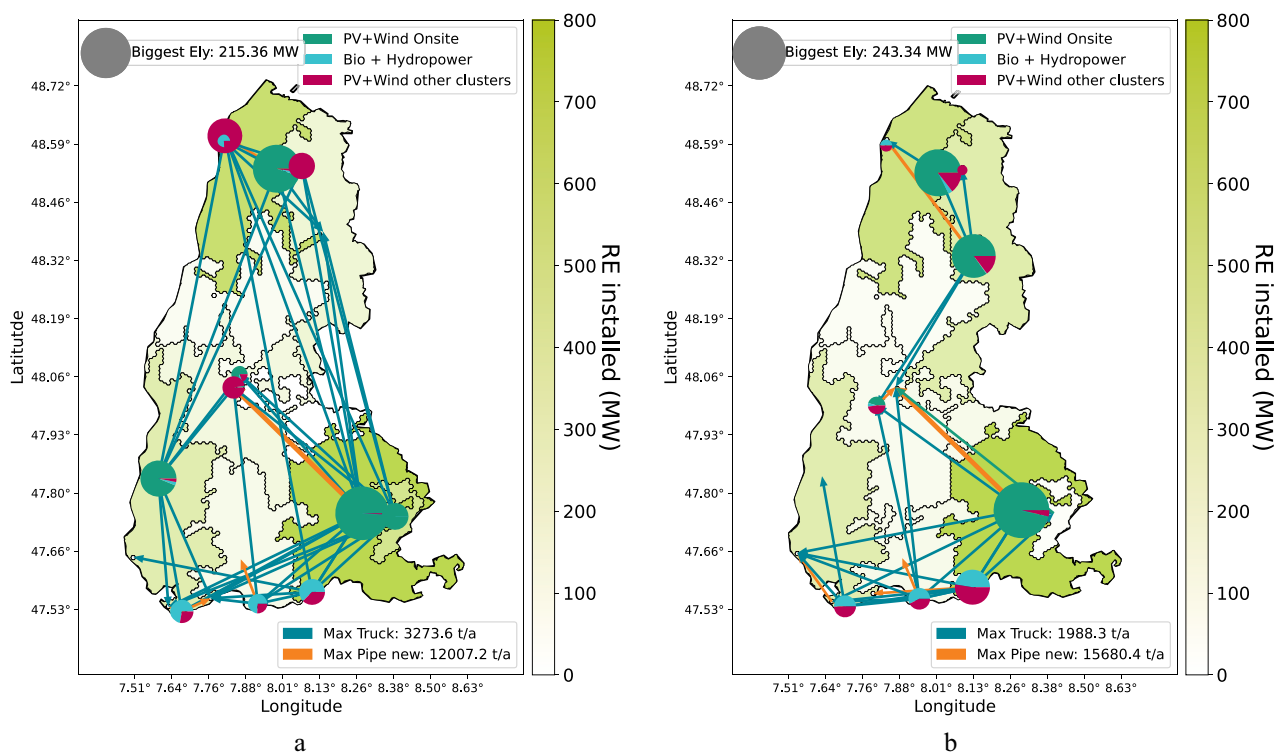 Biggest Ely: 215.36 MW
PV+Wind Onsite
Bio + Hydropower
PV+Wind other clusters
48.72°
48.59°
48.46°
48.32°
48.19°
48.06°
47.93°
47.80°
47.66°
47.53°
Latitutde
Max Truck: 3273.6 t/a
Max Pipe new: 12007.2 t/a
7.51° 7.64° 7.76° 7.88° 8.01° 8.13° 8.26° 8.38° 8.50° 8.63°
Longitude
800
700
600
500
400
300
200
100
0
RE installed (MW)
a
Biggest Ely: 243.34 MW
PV+Wind Onsite
Bio + Hydropower
PV+Wind other clusters
48.72°
48.59°
48.46°
48.32°
48.19°
48.06°
47.93°
47.80°
47.66°
47.53°
Latitutde
Max Truck: 1988.3 t/a
Max Pipe new: 15680.4 t/a
7.51° 7.64° 7.76° 7.88° 8.01° 8.13° 8.26° 8.38° 8.50° 8.63°
Longitude
800
700
600
500
400
300
200
100
0
RE installed (MW)
b